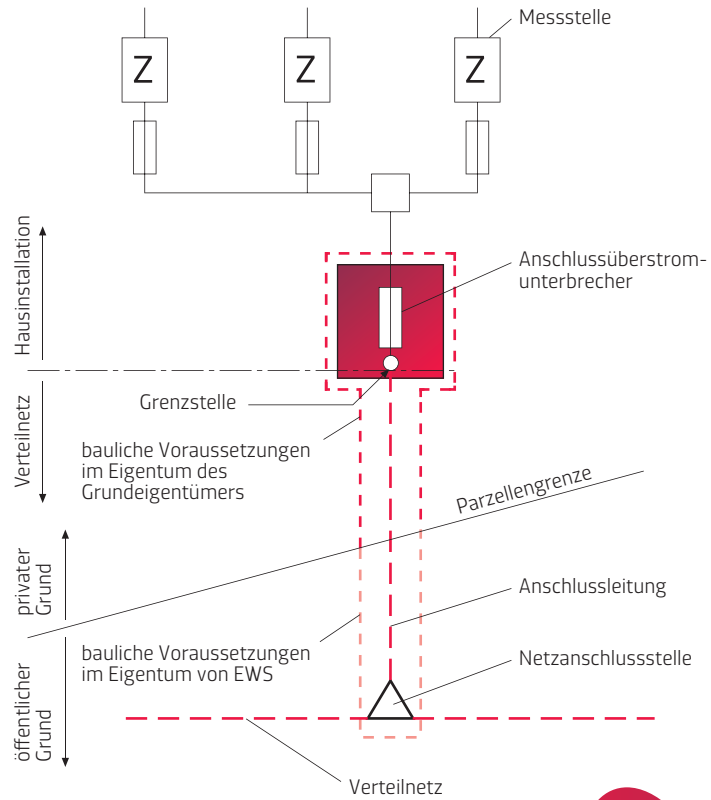 Messstelle
Z
Z
Z
Hausinstallation
Anschlussüberstrom-
unterbrecher
Grenzstelle
Verteilnetz
bauliche Voraussetzungen
im Eigentum des
Grundeigentümers
Parzellengrenze
privater
Grund
Anschlussleitung
bauliche Voraussetzungen
im Eigentum von EWS
Netzanschlussstelle
öffentlicher
Grund
Verteilnetz